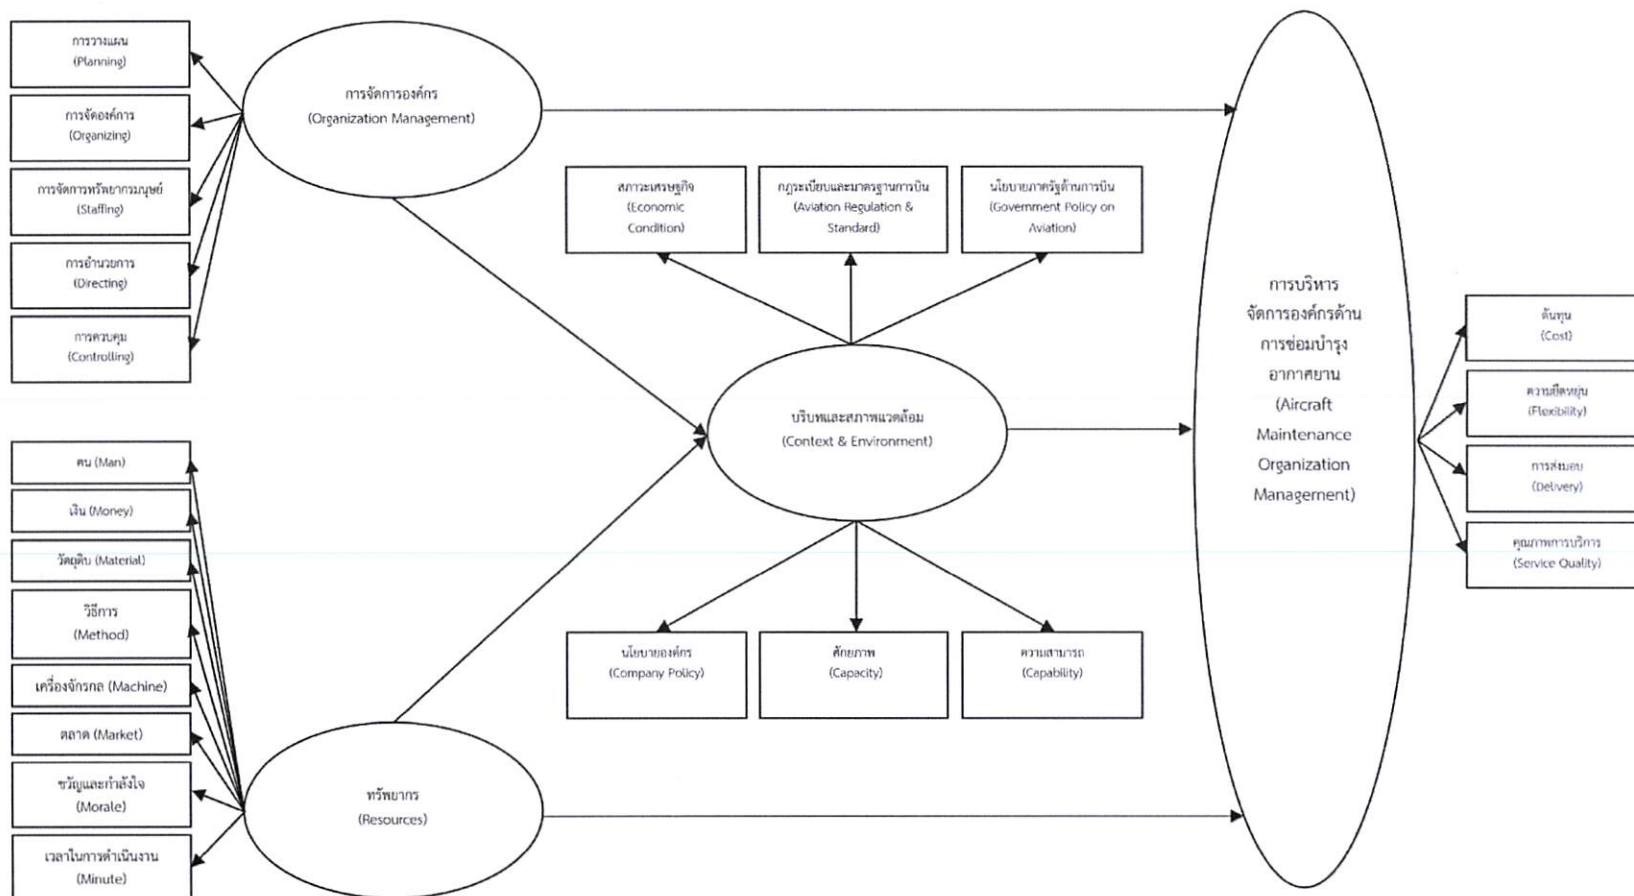 การวางแผน
(Planning)
การจัดองค์การ
(Organizing)
การจัดการทรัพยากรมนุษย์
(Staffing)
การอำนวยการ
(Directing)
การควบคุม
(Controlling)
การจัดการองค์กร
(Organization Management)
สภาวะเศรษฐกิจ
(Economic
Condition)
กฎระเบียบและมาตรฐานการบิน
(Aviation Regulation &
Standard)
นโยบายภาครัฐด้านการบิน
(Government Policy on
Aviation)
บริบทและสภาพแวดล้อม
(Context & Environment)
นโยบายองค์กร
(Company Policy)
ศักยภาพ
(Capacity)
ความสามารถ
(Capability)
คน (Man)
เงิน (Money)
วัตถุดิบ (Material)
วิธีการ
(Method)
เครื่องจักรกล (Machine)
ตลาด (Market)
ขวัญและกำลังใจ
(Morale)
เวลาในการดำเนินงาน
(Minute)
ทรัพยากร
(Resources)
การบริหาร
จัดการองค์กรด้าน
การซ่อมบำรุง
อากาศยาน
(Aircraft
Maintenance
Organization
Management)
ต้นทุน
(Cost)
ความยืดหยุ่น
(Flexibility)
การส่งมอบ
(Delivery)
คุณภาพการบริการ
(Service Quality)